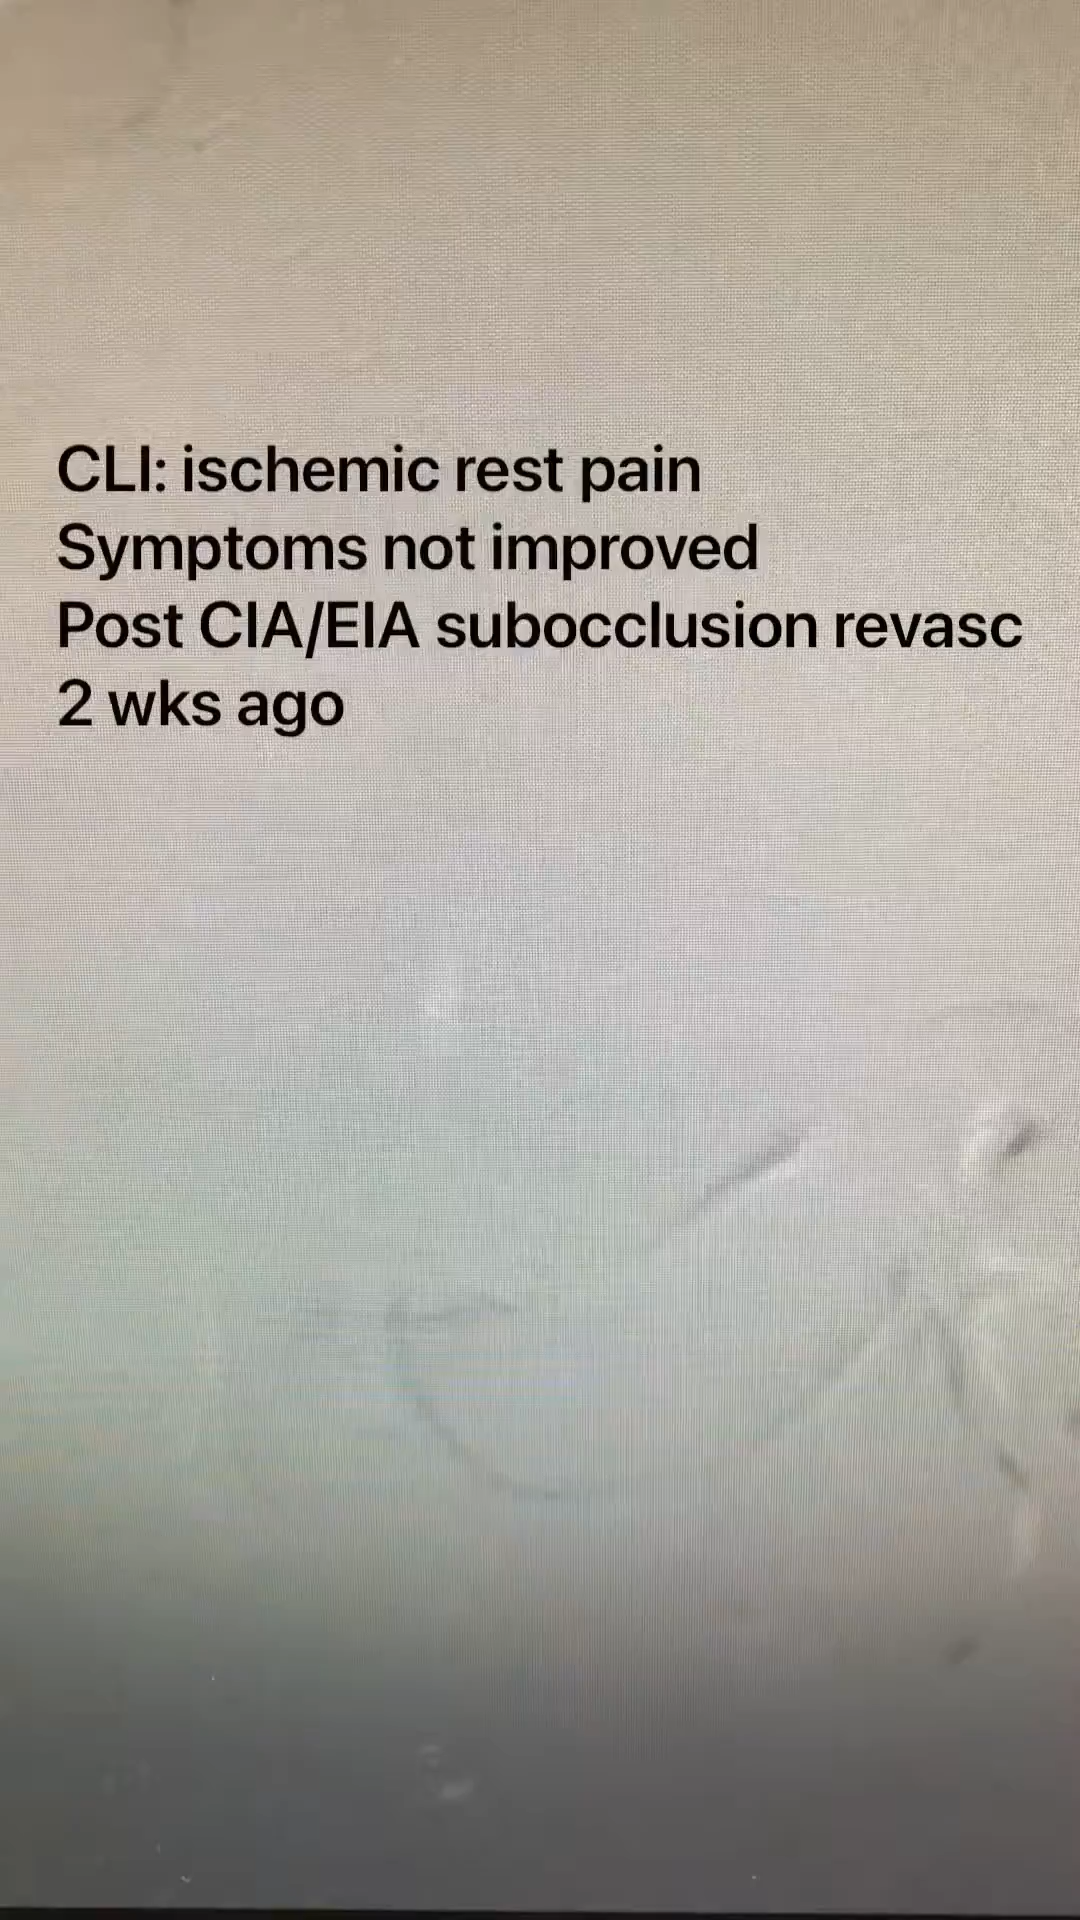 CLI: ischemic rest pain
Symptoms not improved
Post CIA/EIA subocclusion revasc
2 wks ago